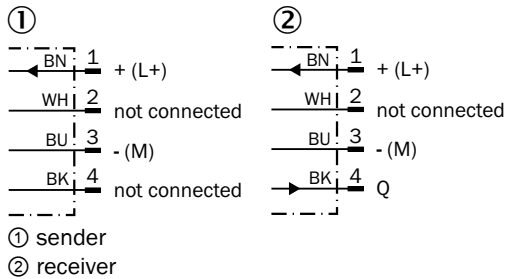 ① ②
BN 1 + (L+) BN 1 + (L+)
WH 2 not connected WH 2 not connected
BU 3 - (M) BU 3 - (M)
BK 4 not connected BK 4 Q
① sender
② receiver